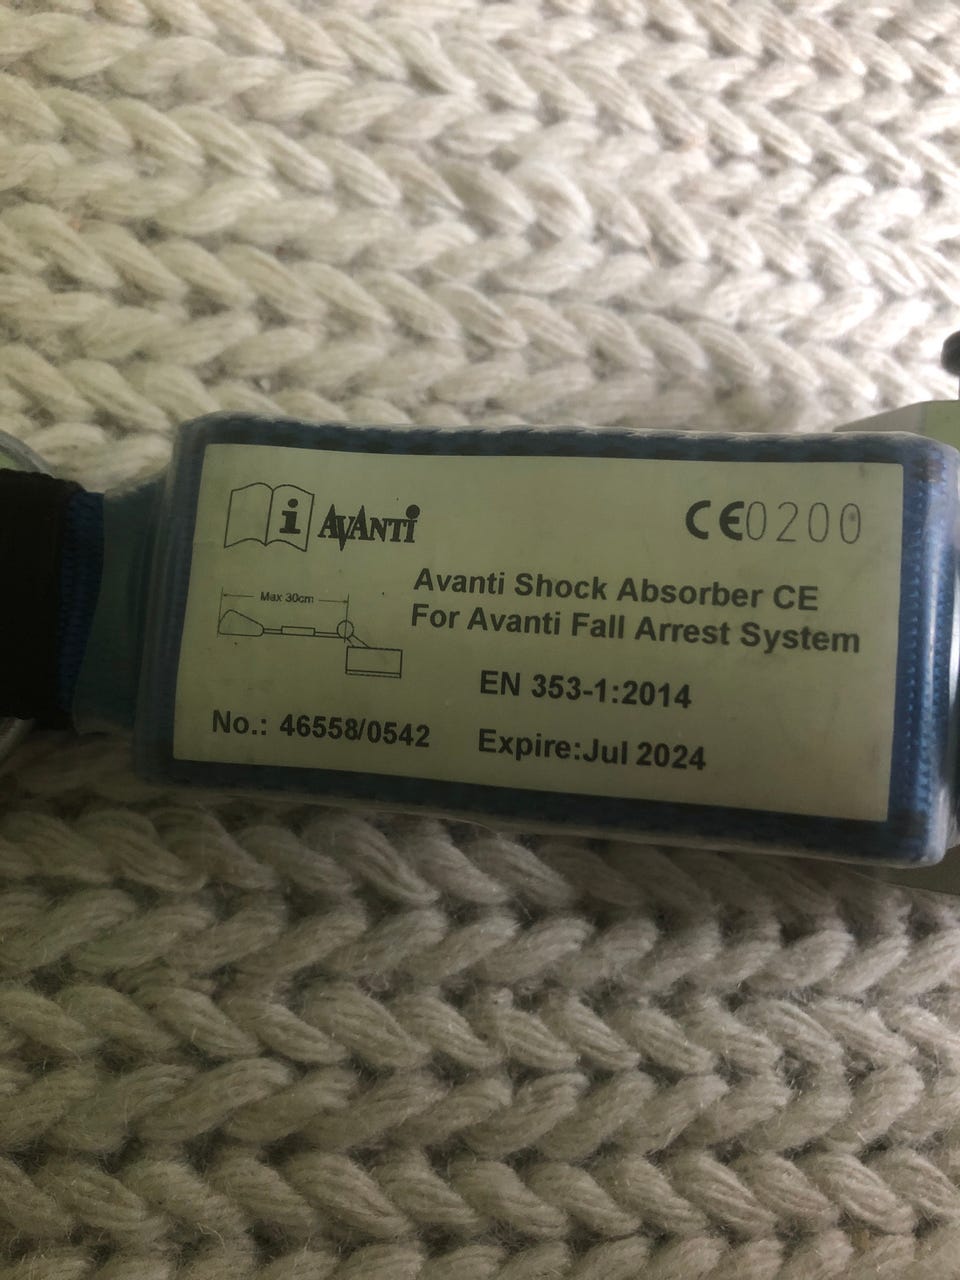 i AVANTi
CE0200
Avanti Shock Absorber CE
For Avanti Fall Arrest System
Max 30cm
EN 353-1:2014
No.: 46558/0542
Expire:Jul 2024